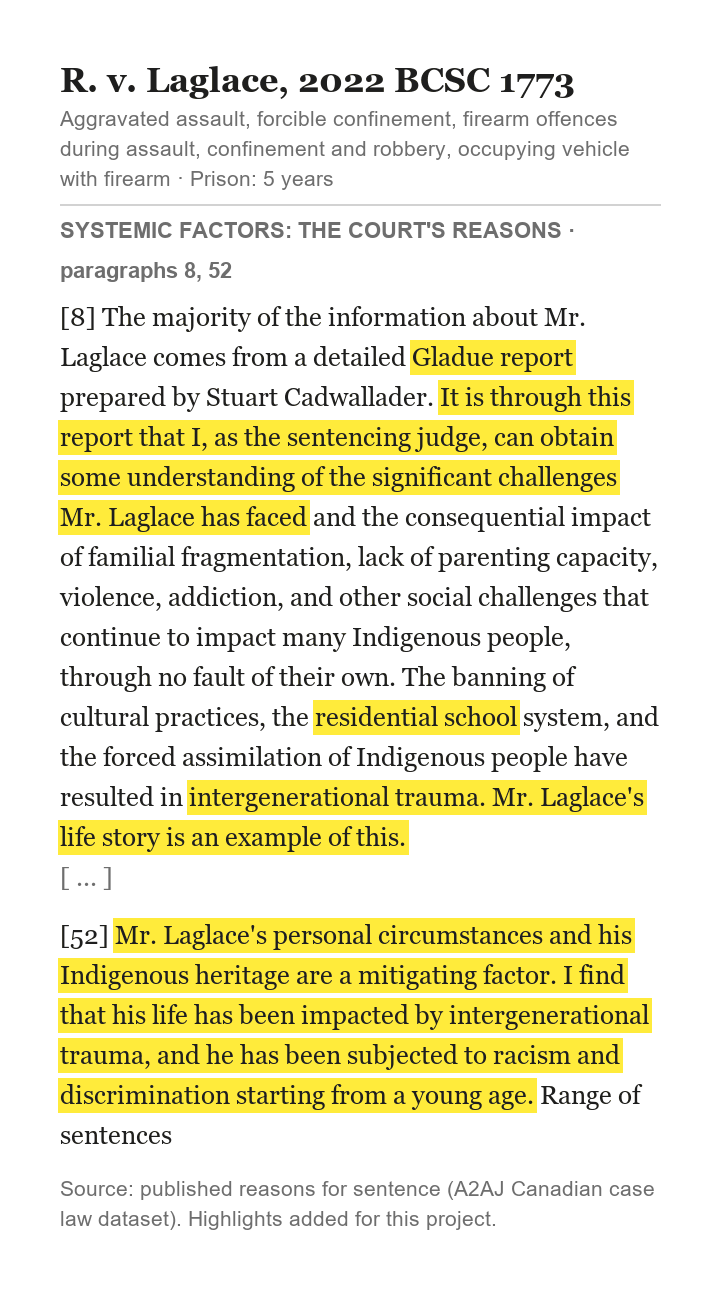 R. v. Laglace, 2022 BCSC 1773
Aggravated assault, forcible confinement, firearm offences
during assault, confinement and robbery, occupying vehicle
with firearm · Prison: 5 years
SYSTEMIC FACTORS: THE COURT'S REASONS ·
paragraphs 8, 52
[8] The majority of the information about Mr.
Laglace comes from a detailed Gladue report
prepared by Stuart Cadwallader. It is through this
report that I, as the sentencing judge, can obtain
some understanding of the significant challenges
Mr. Laglace has faced and the consequential impact
of familial fragmentation, lack of parenting capacity,
violence, addiction, and other social challenges that
continue to impact many Indigenous people,
through no fault of their own. The banning of
cultural practices, the residential school system, and
the forced assimilation of Indigenous people have
resulted in intergenerational trauma. Mr. Laglace's
life story is an example of this.
[ ... ]
[52] Mr. Laglace's personal circumstances and his
Indigenous heritage are a mitigating factor. I find
that his life has been impacted by intergenerational
trauma, and he has been subjected to racism and
discrimination starting from a young age. Range of
sentences
Source: published reasons for sentence (A2AJ Canadian case
law dataset). Highlights added for this project.